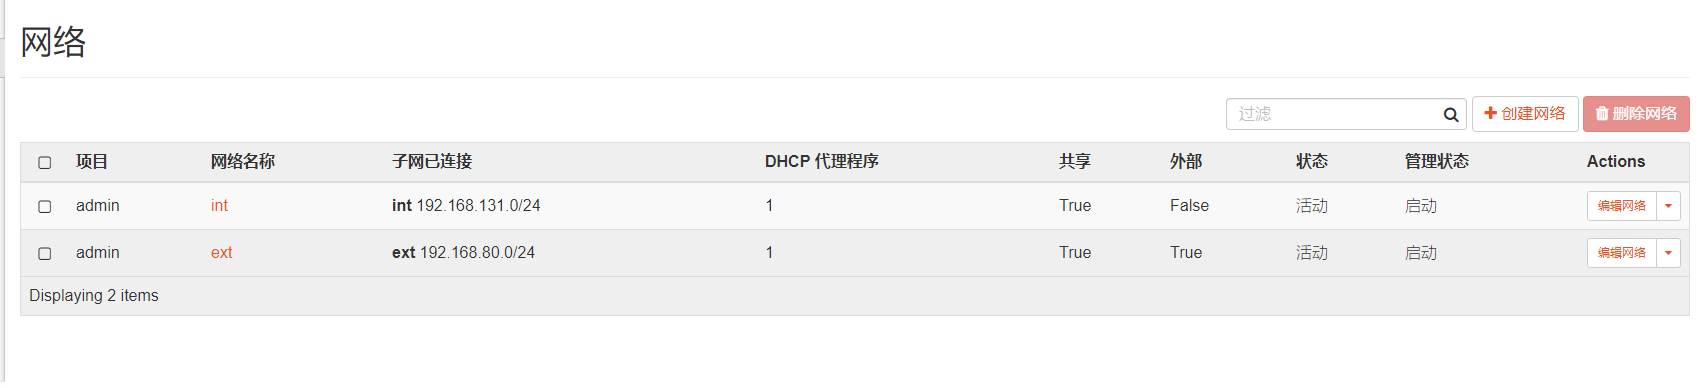 网络
过滤 创建网络 删除网络
项目 网络名称 子网已连接 DHCP 代理程序 共享 外部 状态 管理状态 Actions
admin int int 192.168.131.0/24 1 True False 活动 启动 编辑网络
admin ext ext 192.168.80.0/24 1 True True 活动 启动 编辑网络
Displaying 2 items